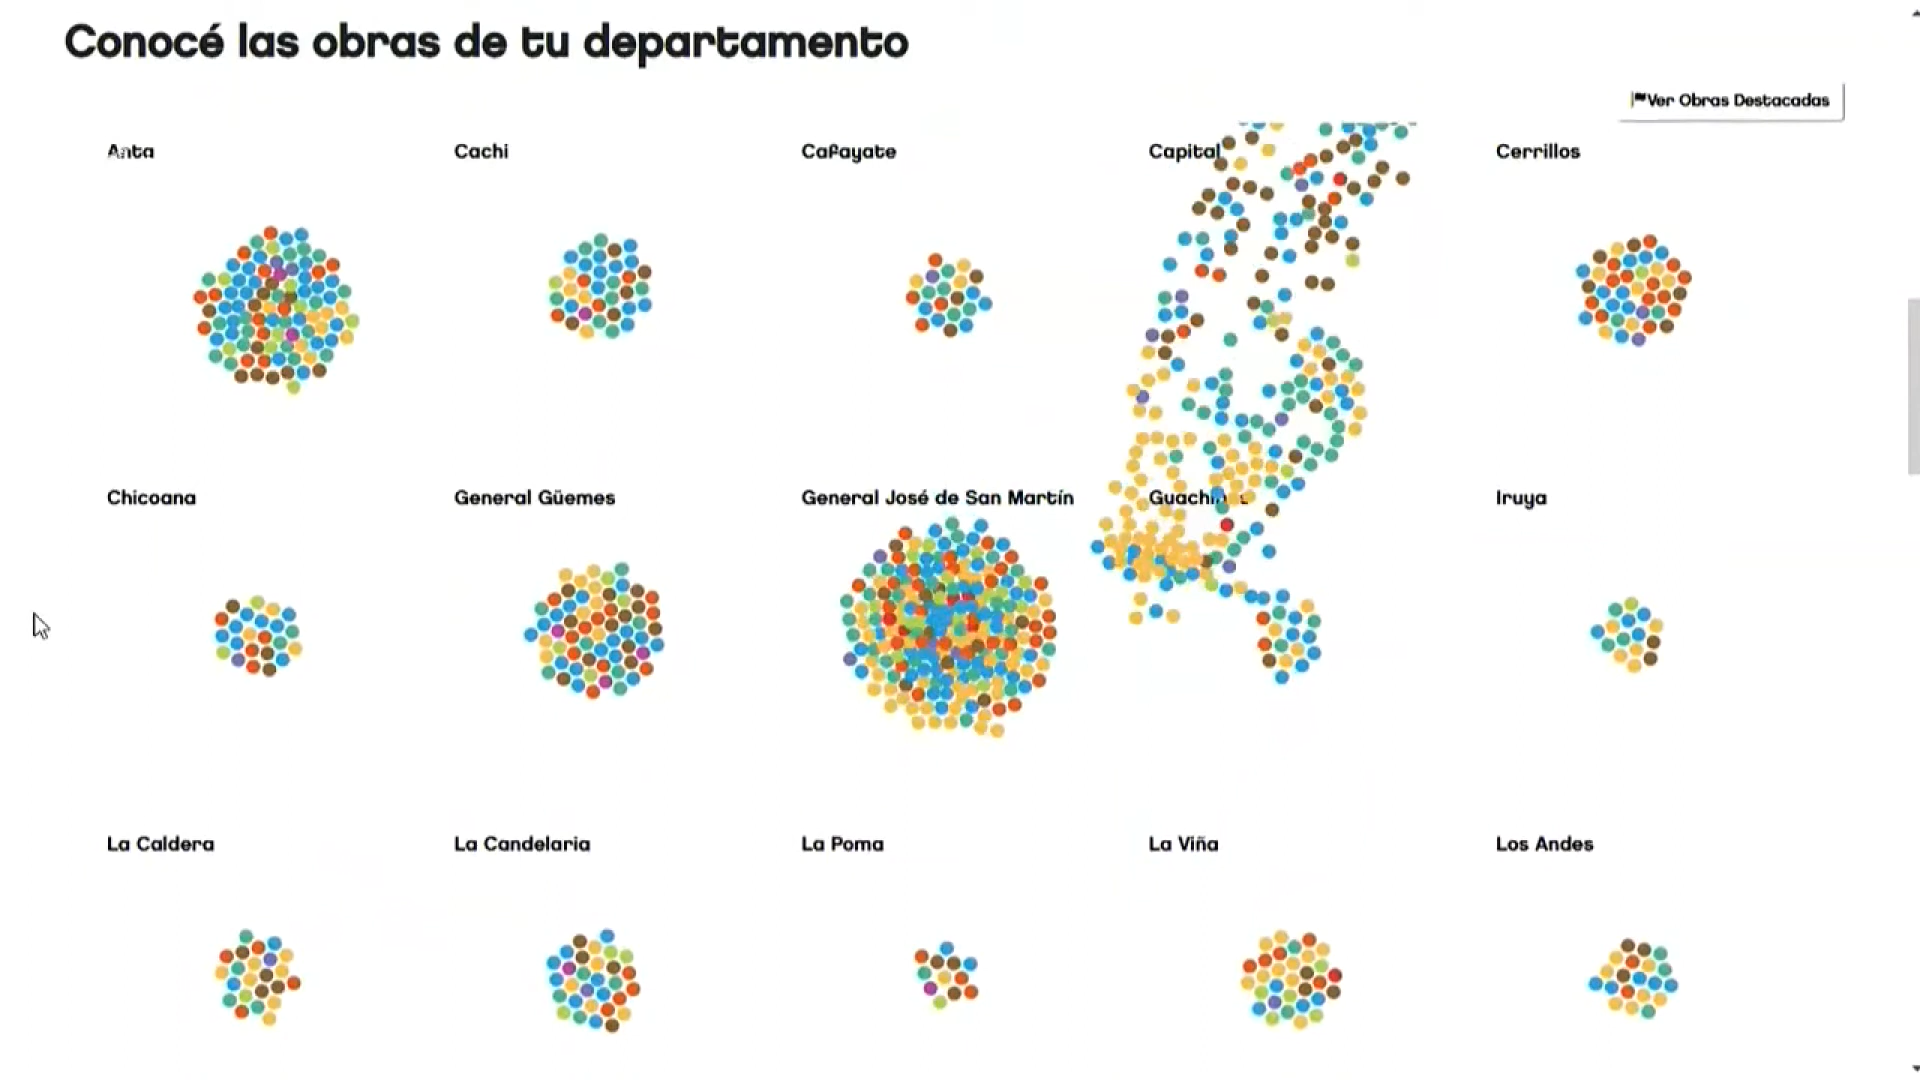 Conocé las obras de tu departamento
Ver Obras Destacadas
Anta
Cachi
Cafayate
Capital
Cerrillos
Chicoana
General Güemes
General José de San Martín
Iruya
La Caldera
La Candelaria
La Poma
La Viña
Los Andes